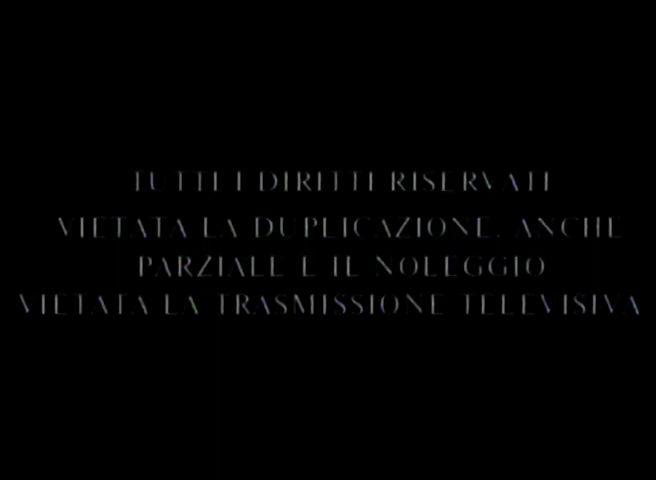 TUTTI I DIRITTI RISERVATI
VIETATA LA DUPLICAZIONE, ANCHE
PARZIALE E IL NOLEGGIO
VIETATA LA TRASMISSIONE TELEVISIVA